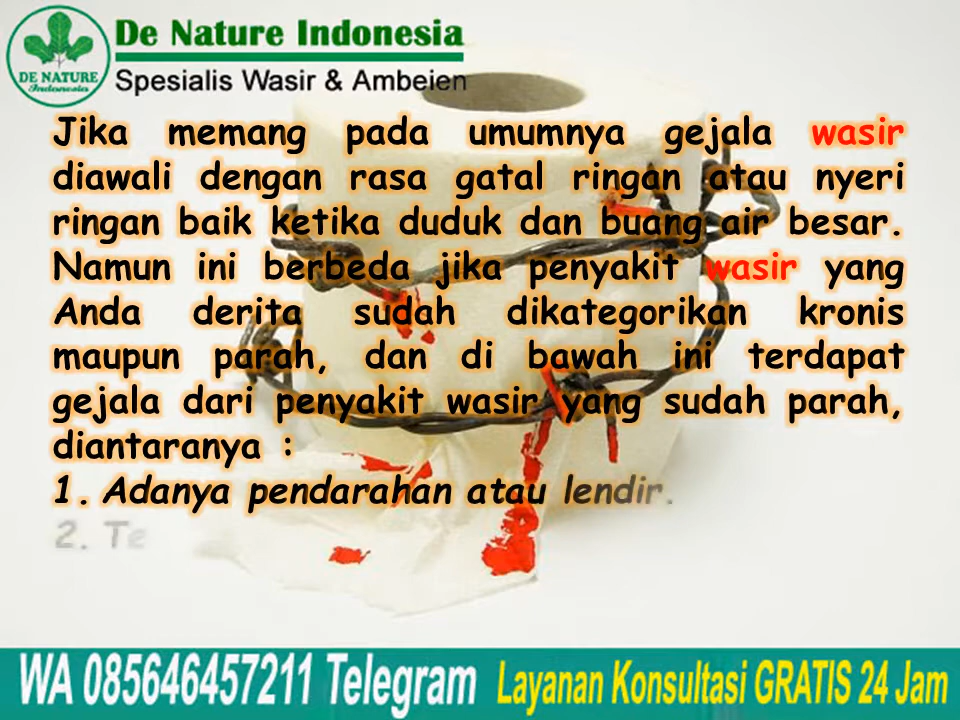 De Nature Indonesia
DE NATURE
Indonesia
Spesialis Wasir & Ambeien
Jika memang pada umumnya gejala wasir
diawali dengan rasa gatal ringan atau nyeri
ringan baik ketika duduk dan buang air besar.
Namun ini berbeda jika penyakit wasir yang
Anda derita sudah dikategorikan kronis
maupun parah, dan di bawah ini terdapat
gejala dari penyakit wasir yang sudah parah,
diantaranya :
1. Adanya pendarahan atau lendir.
2. Te
WA 085646457211 Telegram Layanan Konsultasi GRATIS 24 Jam